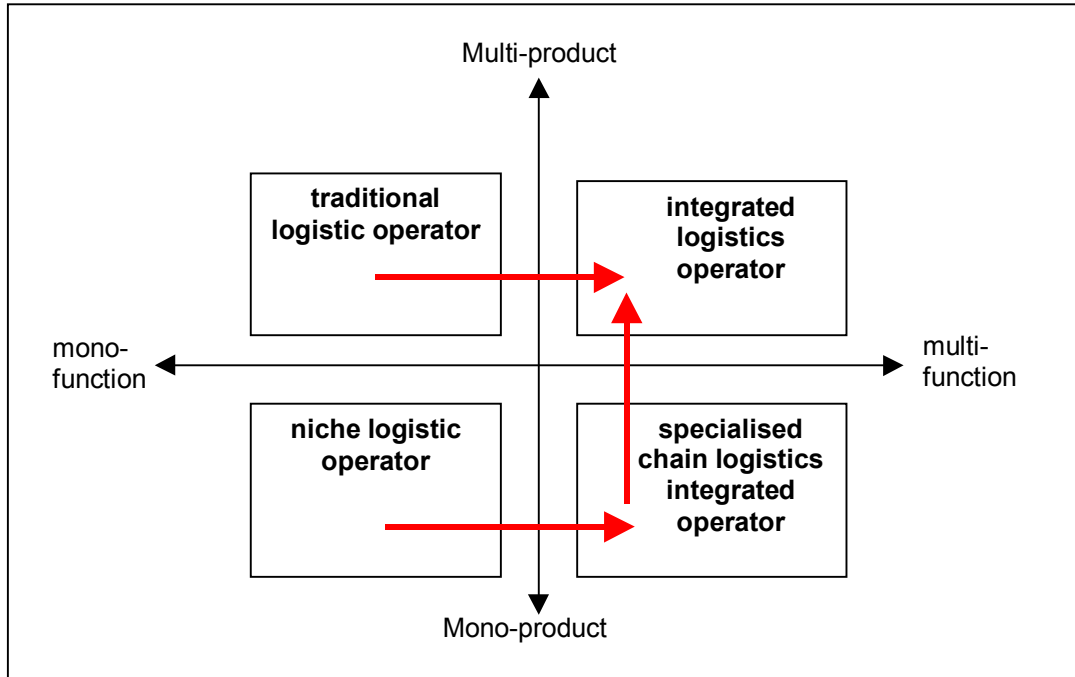 Multi-product
traditional
logistic operator
integrated
logistics
operator
mono-
function
multi-
function
niche logistic
operator
specialised
chain logistics
integrated
operator
Mono-product